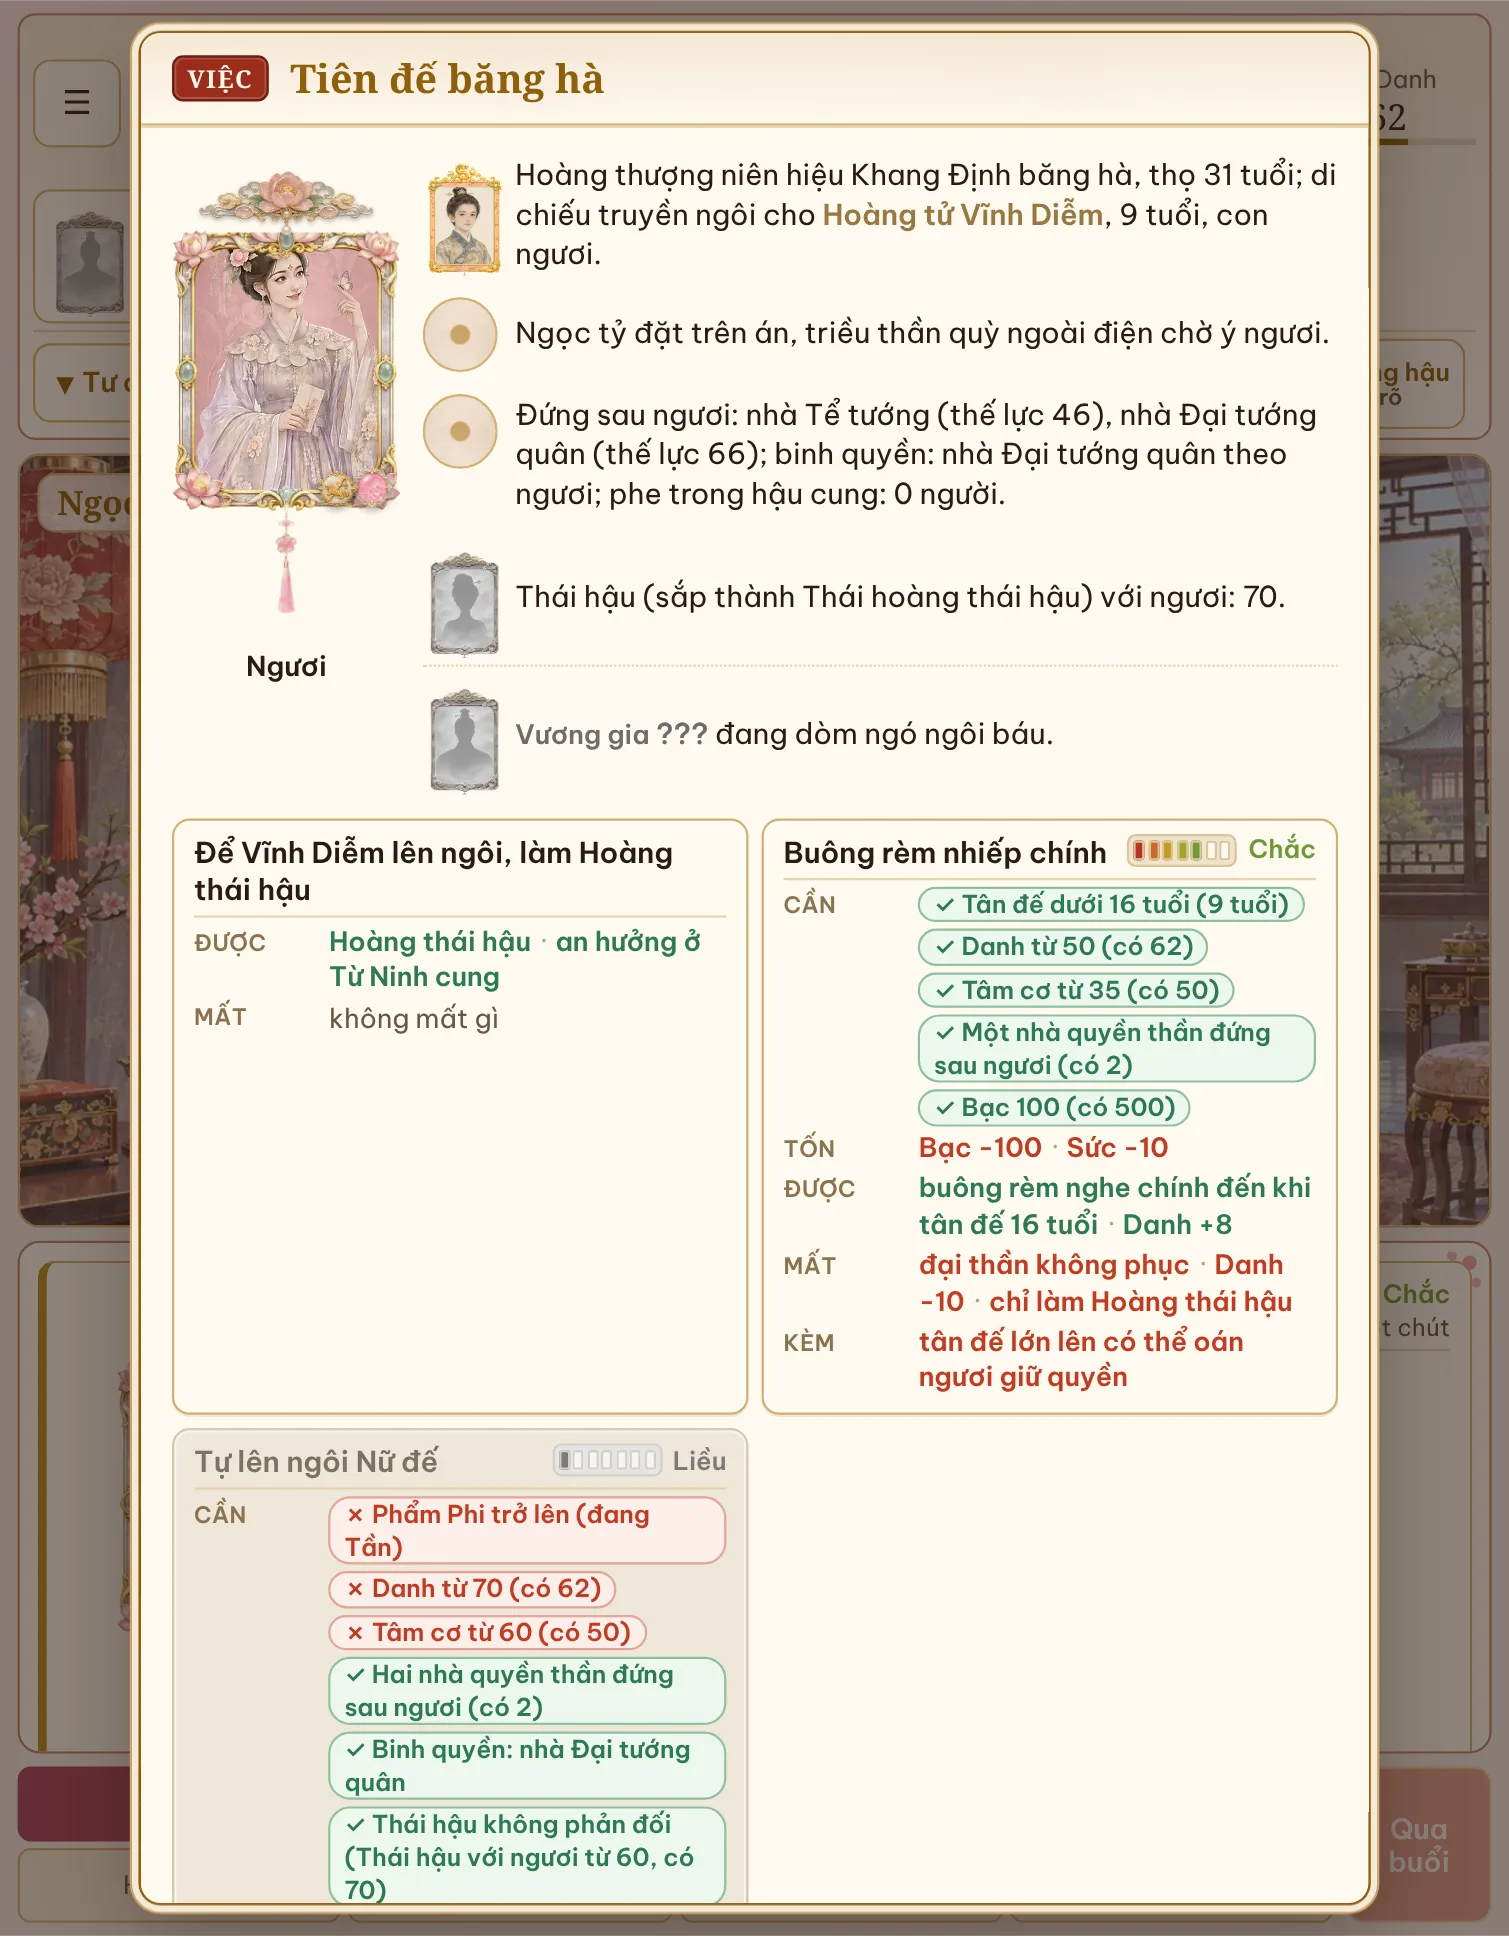 VIỆC Tiên đế băng hà
Hoàng thượng niên hiệu Khang Định băng hà, thọ 31 tuổi; di
chiếu truyền ngôi cho Hoàng tử Vĩnh Diễm, 9 tuổi, con
ngươi.
Ngọc tỷ đặt trên án, triều thần quỳ ngoài điện chờ ý ngươi.
Đứng sau ngươi: nhà Tể tướng (thế lực 46), nhà Đại tướng
quân (thế lực 66); binh quyền: nhà Đại tướng quân theo
ngươi; phe trong hậu cung: 0 người.
Thái hậu (sắp thành Thái hoàng thái hậu) với ngươi: 70.
Ngươi
Vương gia ??? đang dòm ngó ngôi báu.
Để Vĩnh Diễm lên ngôi, làm Hoàng
thái hậu
ĐƯỢC Hoàng thái hậu · an hưởng ở
Từ Ninh cung
MẤT không mất gì
Buông rèm nhiếp chính Chắc
CẦN ✓ Tân đế dưới 16 tuổi (9 tuổi)
✓ Danh từ 50 (có 62)
✓ Tâm cơ từ 35 (có 50)
✓ Một nhà quyền thần đứng
sau ngươi (có 2)
✓ Bạc 100 (có 500)
TỐN Bạc -100 · Sức -10
ĐƯỢC buông rèm nghe chính đến khi
tân đế 16 tuổi · Danh +8
MẤT đại thần không phục · Danh
-10 · chỉ làm Hoàng thái hậu
KÈM tân đế lớn lên có thể oán
ngươi giữ quyền
Tự lên ngôi Nữ đế Liều
CẦN × Phẩm Phi trở lên (đang
Tần)
× Danh từ 70 (có 62)
× Tâm cơ từ 60 (có 50)
✓ Hai nhà quyền thần đứng
sau ngươi (có 2)
✓ Binh quyền: nhà Đại tướng
quân
✓ Thái hậu không phản đối
(Thái hậu với ngươi từ 60, có
70)
Danh
62
▼ Tư
hậu
rõ
Ngọc
Chắc
chút
Qua
buổi